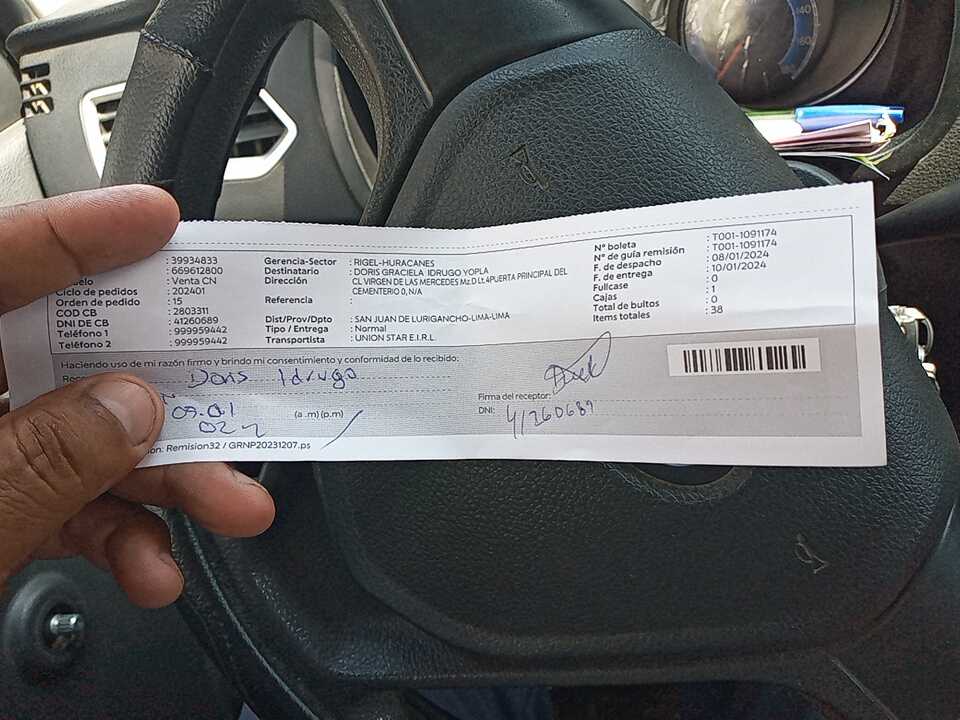 : 39934833
: 669612800
elo : Venta CN
Ciclo de pedidos : 202401
Orden de pedido : 15
COD CB : 2803311
DNI DE CB : 41260689
Teléfono 1 : 999959442
Teléfono 2 : 999959442
Gerencia-Sector : RIGEL-HURACANES
Destinatario : DORIS GRACIELA IDRUGO YOPLA
Dirección : CL VIRGEN DE LAS MERCEDES Mz.D Lt.4PUERTA PRINCIPAL DEL
CEMENTERIO 0, N/A
Referencia :
Dist/Prov/Dpto : SAN JUAN DE LURIGANCHO-LIMA-LIMA
Tipo / Entrega : Normal
Transportista : UNION STAR E.I.R.L.
N° boleta : T001-1091174
N° de guía remisión : T001-1091174
F. de despacho : 08/01/2024
F. de entrega : 10/01/2024
Fullcase : 0
Cajas : 1
Total de bultos : 0
Items totales : 38
Haciendo uso de mi razón firmo y brindo mi consentimiento y conformidad de lo recibido:
Doris Idrugo
Firma del receptor:
09.01 (a.m)(p.m)
DNI: 41260689
on: Remision32 / GRNP20231207.ps
140
160